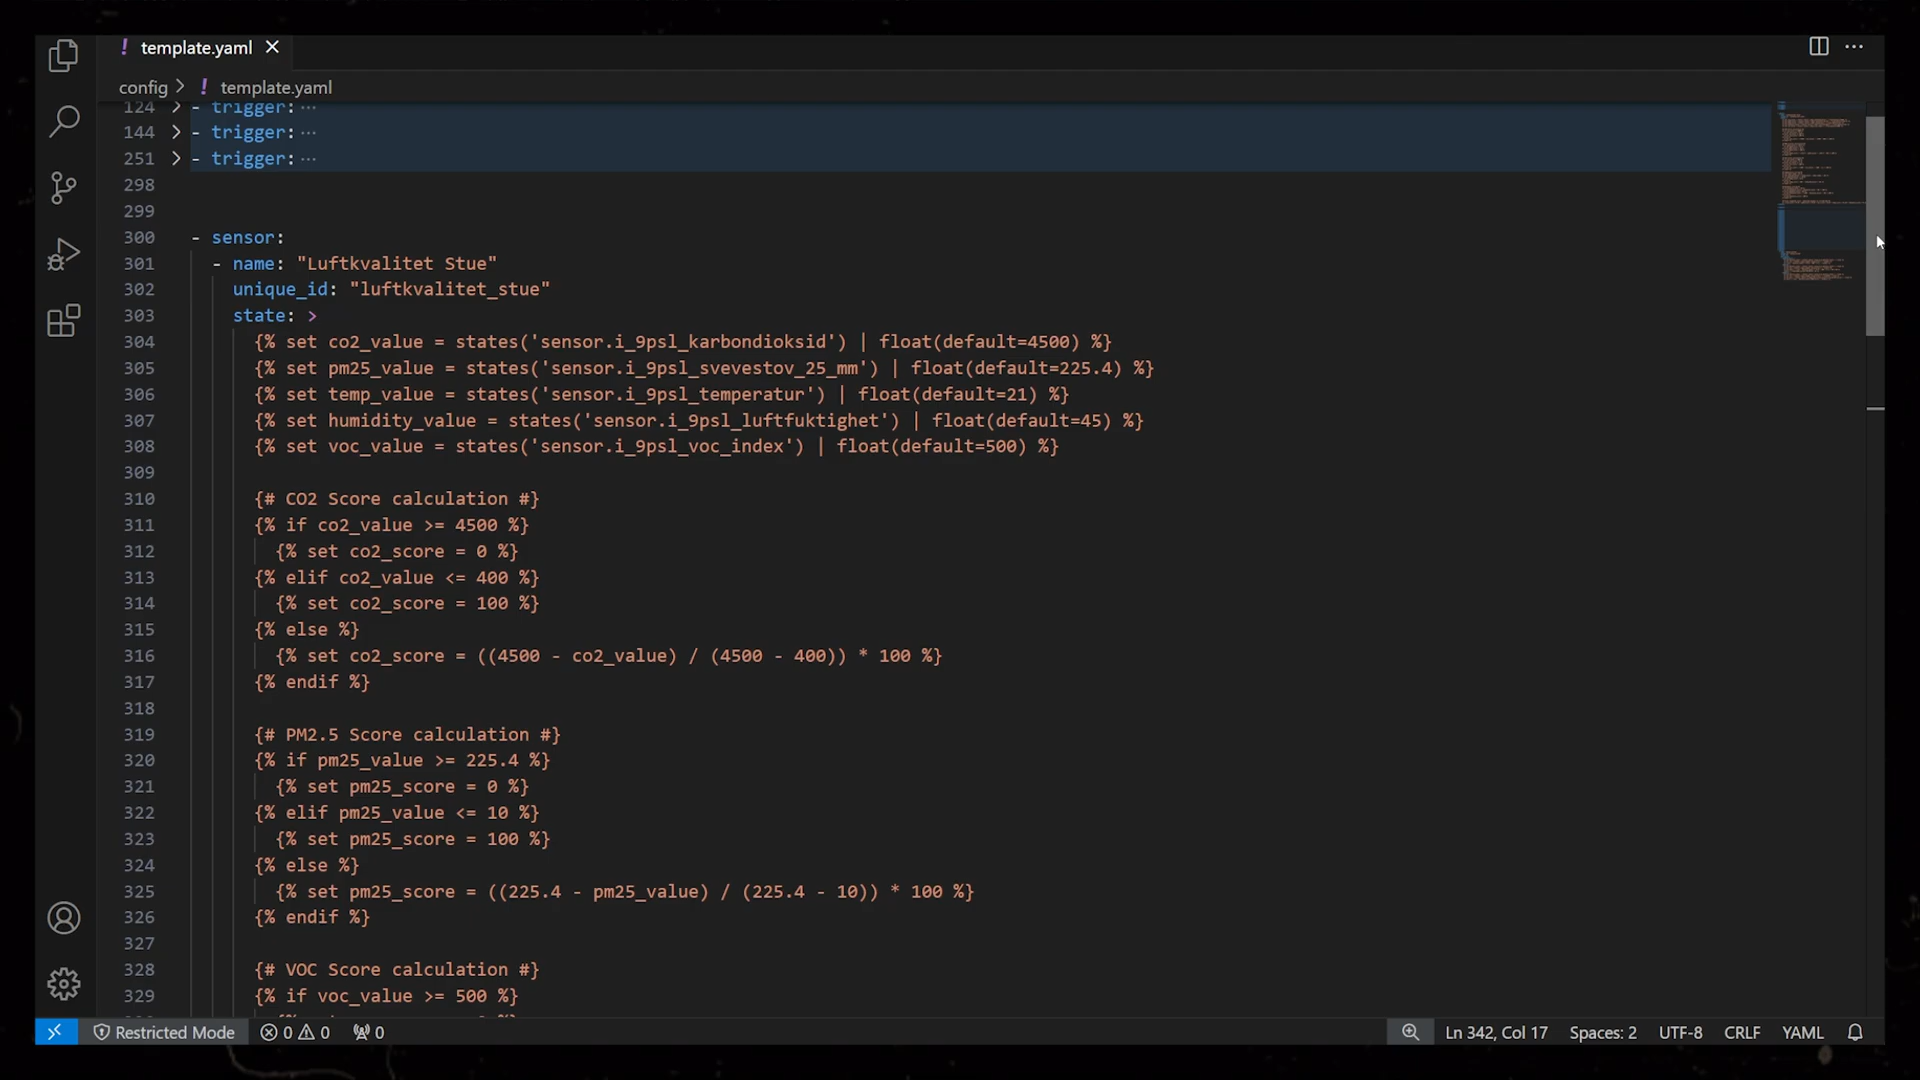 ! template.yaml ×
config > ! template.yaml
124 > - trigger: ···
144 > - trigger: ···
251 > - trigger: ···
298
299
300 - sensor:
301 - name: "Luftkvalitet Stue"
302 unique_id: "luftkvalitet_stue"
303 state: >
304 {% set co2_value = states('sensor.i_9psl_karbondioksid') | float(default=4500) %}
305 {% set pm25_value = states('sensor.i_9psl_svevestov_25_mm') | float(default=225.4) %}
306 {% set temp_value = states('sensor.i_9psl_temperatur') | float(default=21) %}
307 {% set humidity_value = states('sensor.i_9psl_luftfuktighet') | float(default=45) %}
308 {% set voc_value = states('sensor.i_9psl_voc_index') | float(default=500) %}
309
310 {# CO2 Score calculation #}
311 {% if co2_value >= 4500 %}
312 {% set co2_score = 0 %}
313 {% elif co2_value <= 400 %}
314 {% set co2_score = 100 %}
315 {% else %}
316 {% set co2_score = ((4500 - co2_value) / (4500 - 400)) * 100 %}
317 {% endif %}
318
319 {# PM2.5 Score calculation #}
320 {% if pm25_value >= 225.4 %}
321 {% set pm25_score = 0 %}
322 {% elif pm25_value <= 10 %}
323 {% set pm25_score = 100 %}
324 {% else %}
325 {% set pm25_score = ((225.4 - pm25_value) / (225.4 - 10)) * 100 %}
326 {% endif %}
327
328 {# VOC Score calculation #}
329 {% if voc_value >= 500 %}
Restricted Mode 0 0 0 Ln 342, Col 17 Spaces: 2 UTF-8 CRLF YAML